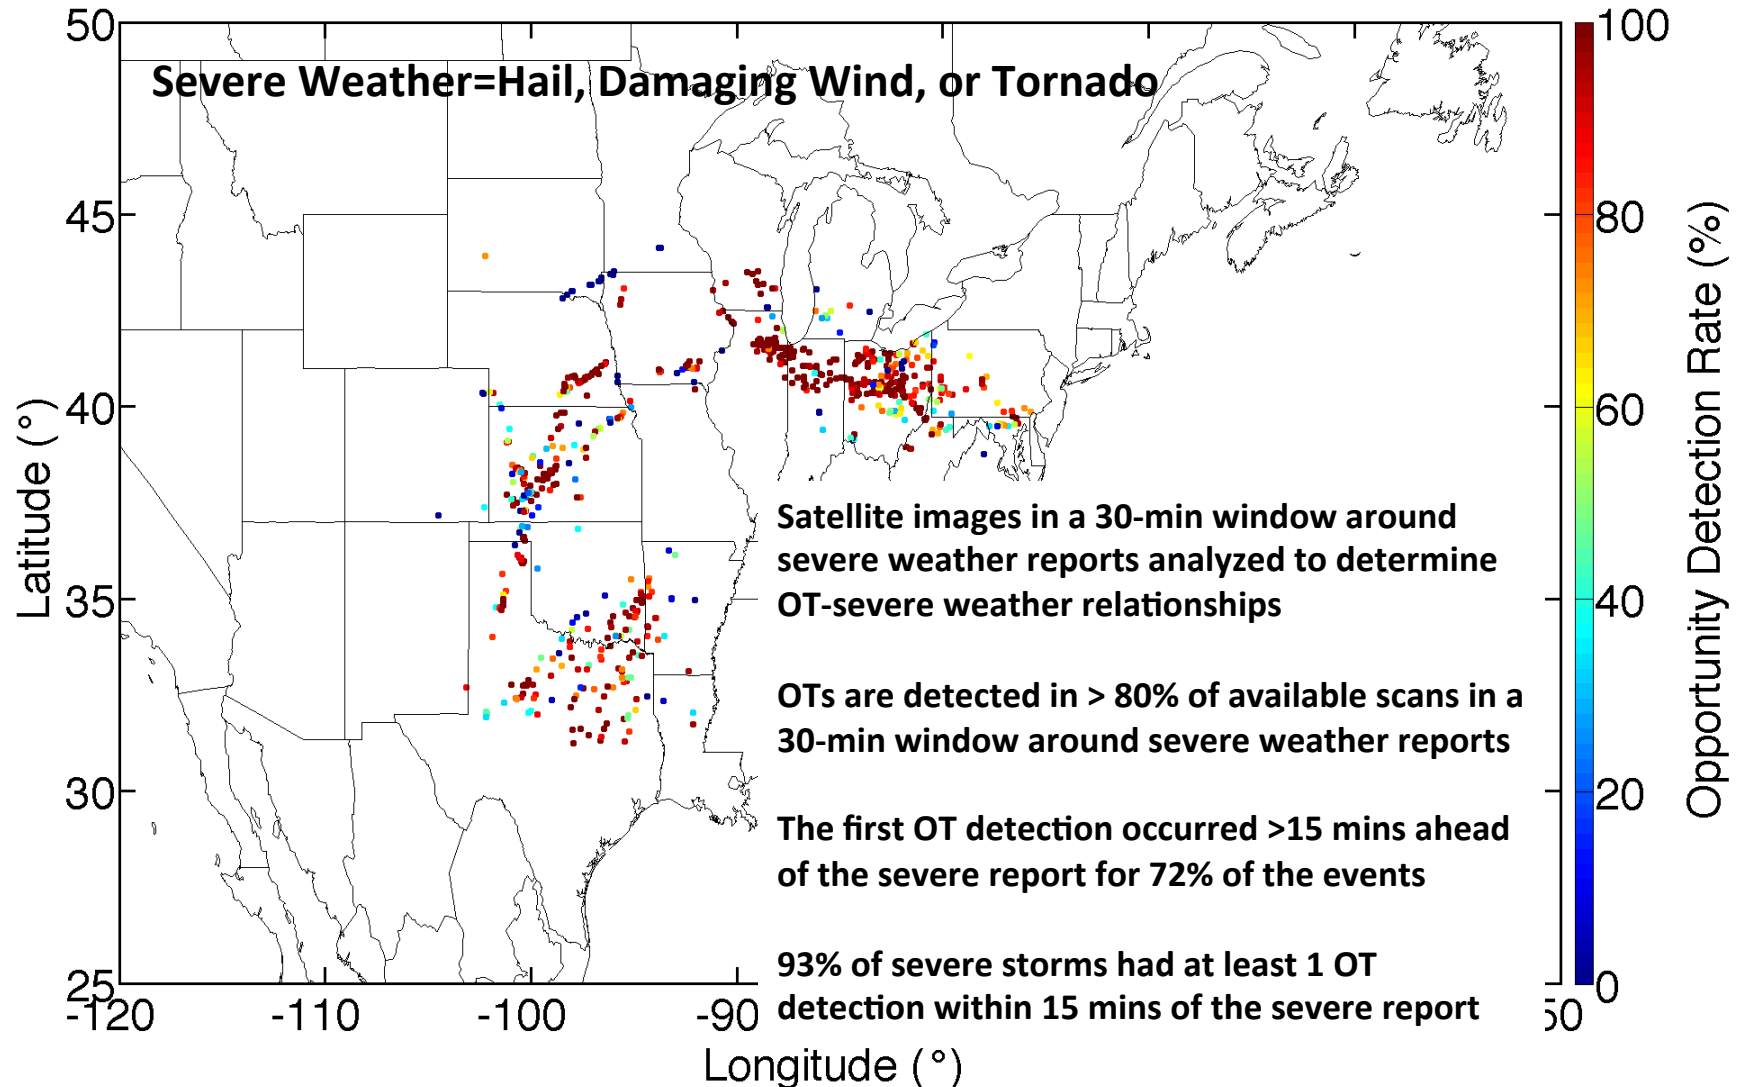 Severe Weather=Hail, Damaging Wind, or Tornado
50
45
40
35
30
25
Latitude (°)
-120
-110
-100
-90
50
Longitude (°)
Satellite images in a 30-min window around
severe weather reports analyzed to determine
OT-severe weather relationships
OTs are detected in > 80% of available scans in a
30-min window around severe weather reports
The first OT detection occurred >15 mins ahead
of the severe report for 72% of the events
93% of severe storms had at least 1 OT
detection within 15 mins of the severe report
100
80
60
40
20
0
Opportunity Detection Rate (%)